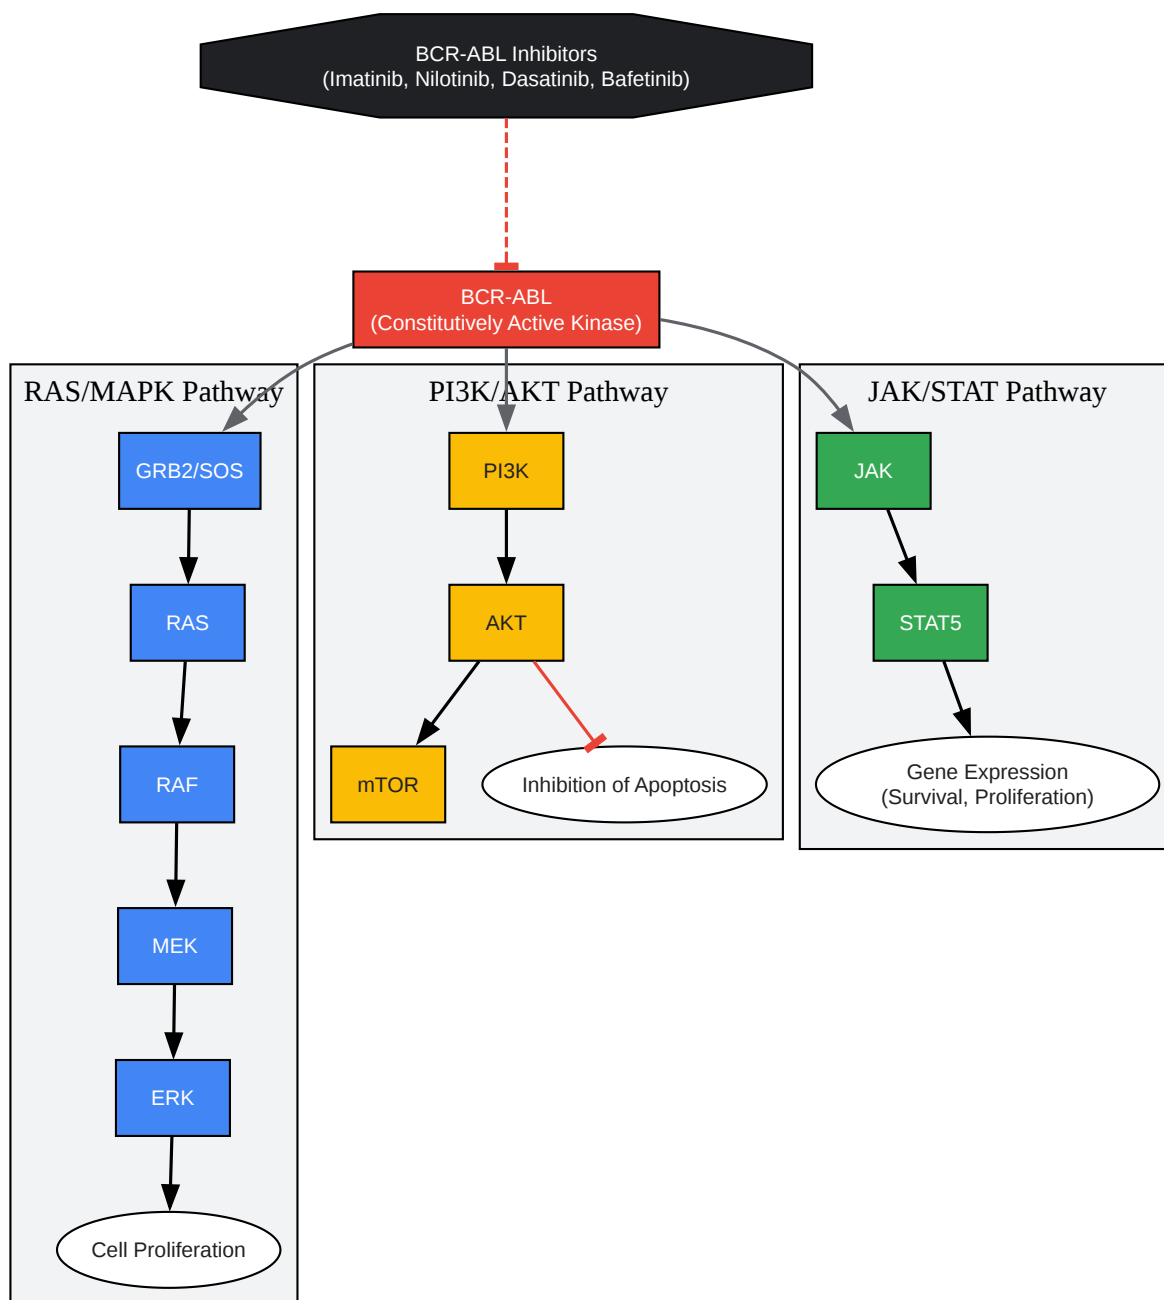 BCR-ABL Inhibitors
(Imatinib, Nilotinib, Dasatinib, Bafetinib)
BCR-ABL
(Constitutively Active Kinase)
RAS/MAPK Pathway
GRB2/SOS
RAS
RAF
MEK
ERK
Cell Proliferation
PI3K/AKT Pathway
PI3K
AKT
mTOR
Inhibition of Apoptosis
JAK/STAT Pathway
JAK
STAT5
Gene Expression
(Survival, Proliferation)